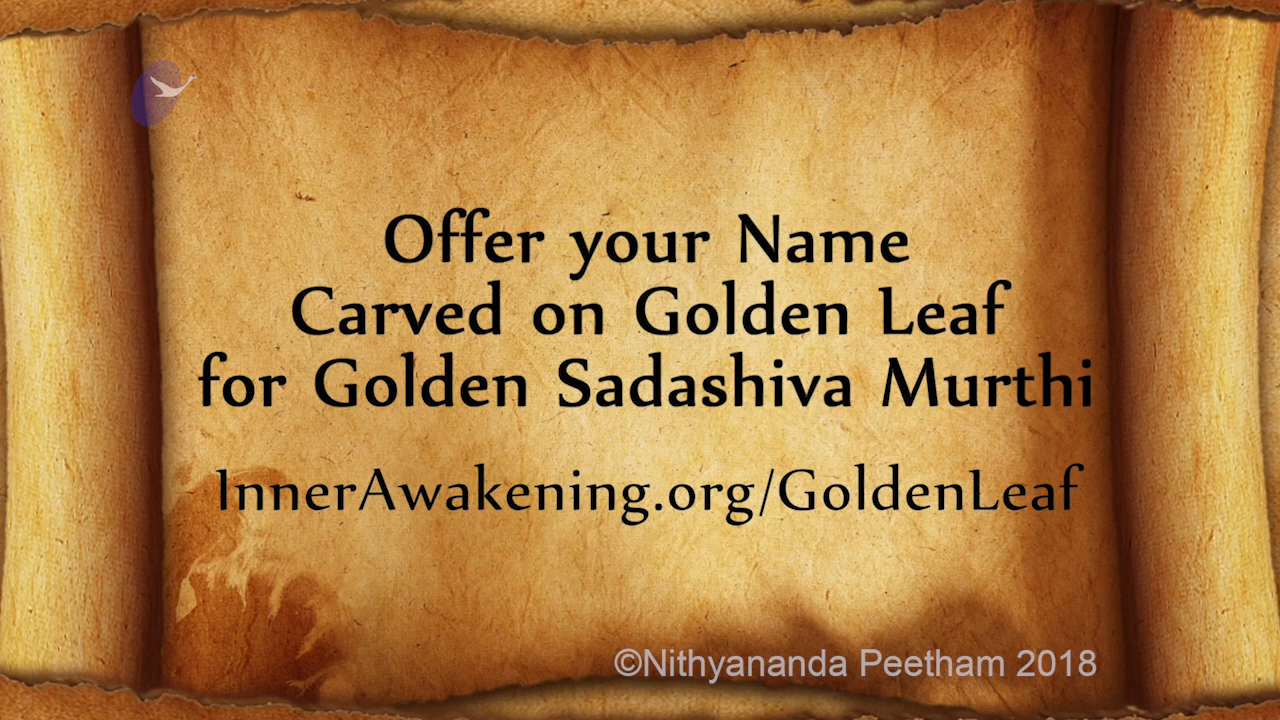 Offer your Name
Carved on Golden Leaf
for Golden Sadashiva Murthi
InnerAwakening.org/GoldenLeaf
©Nithyananda Peetham 2018